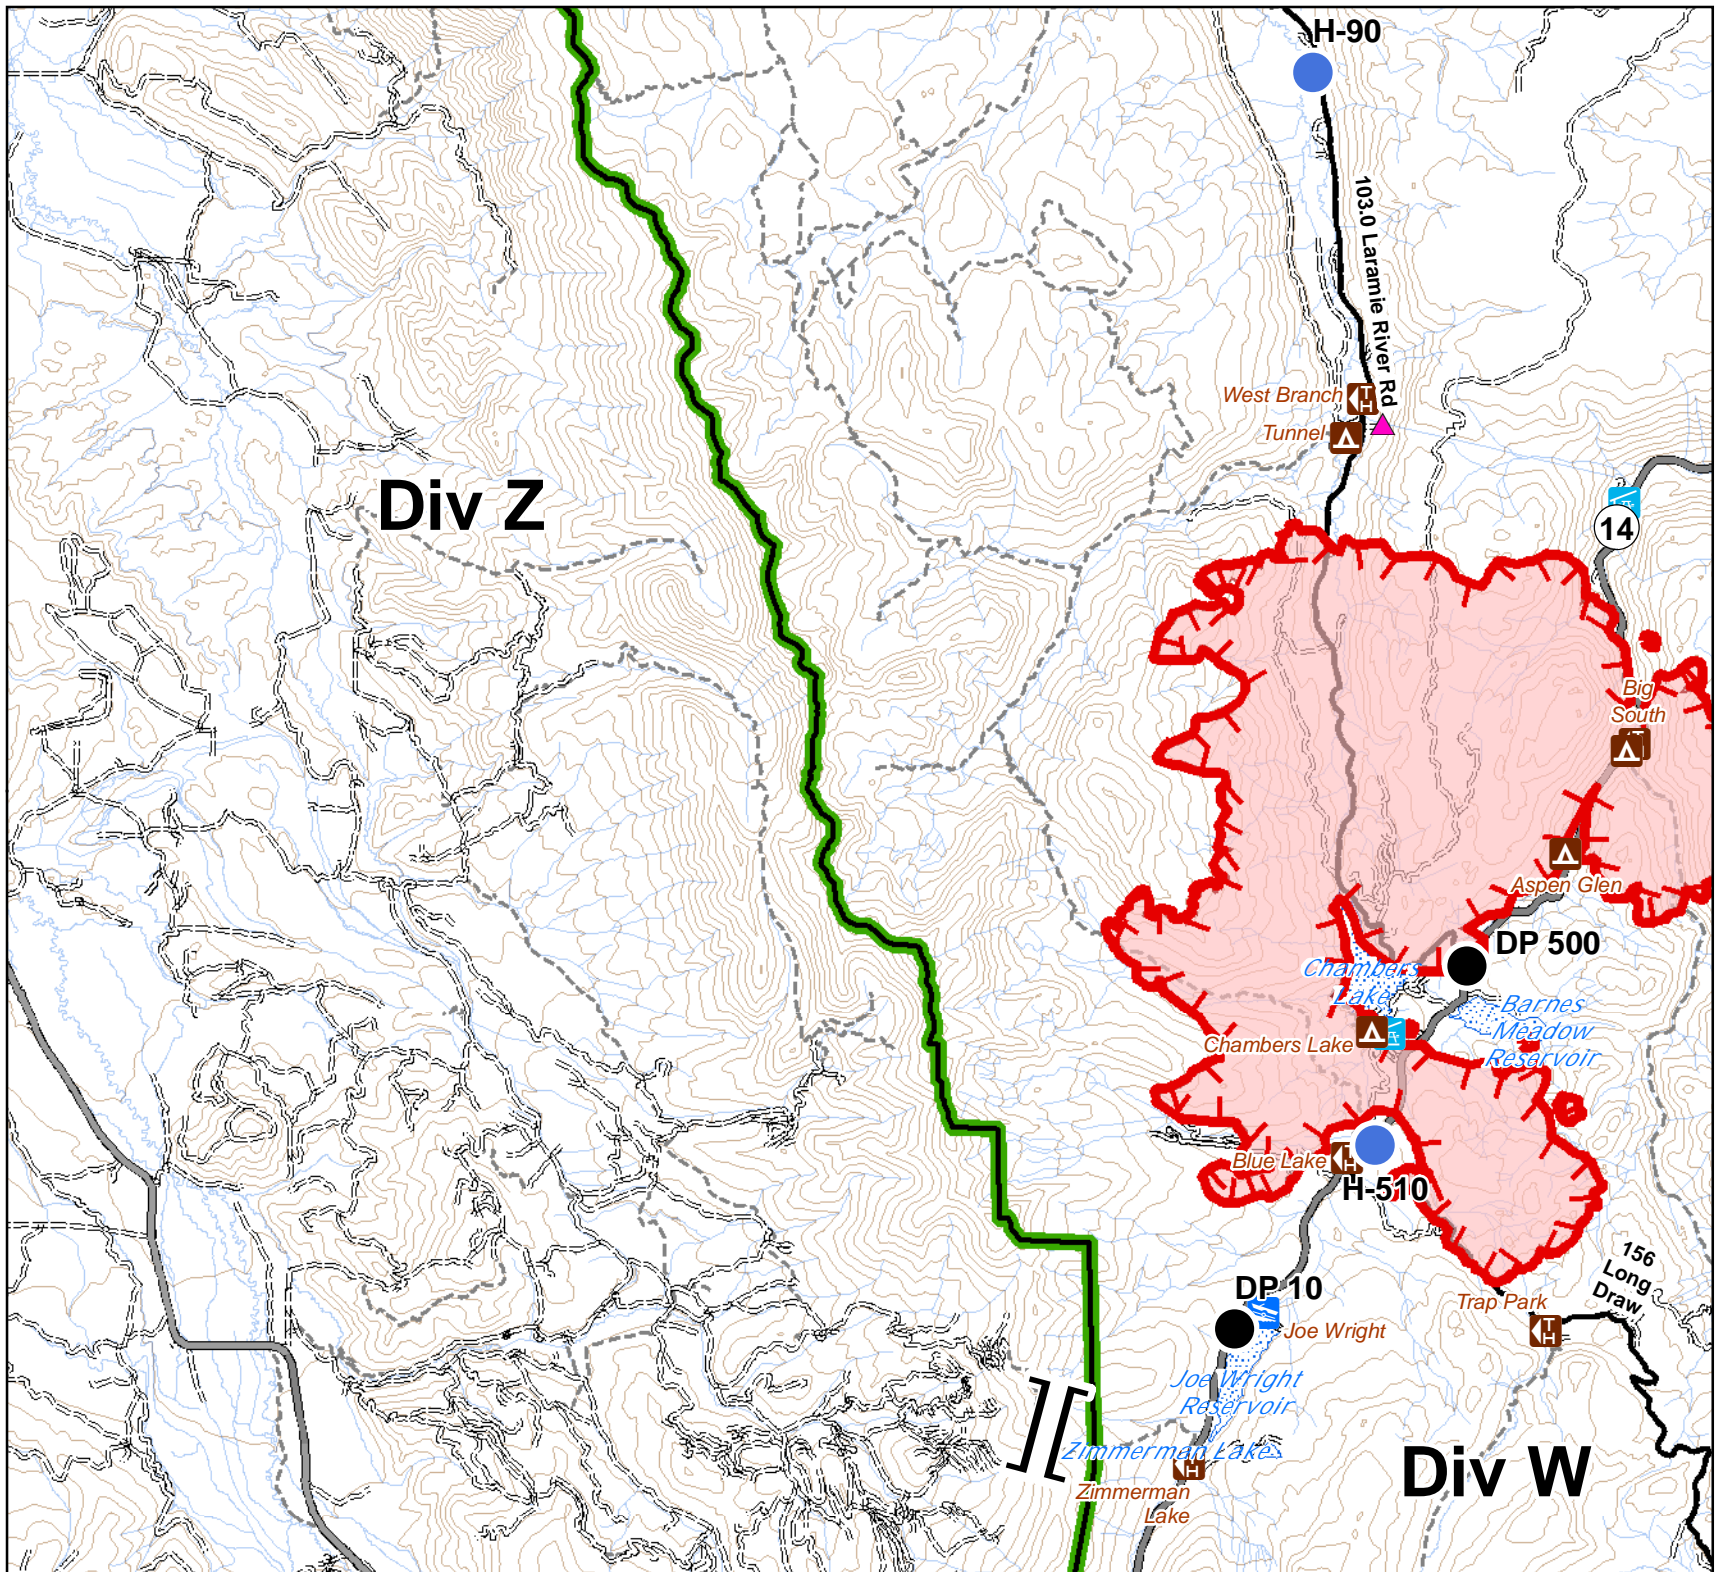 H-90
103.0 Laramie River Rd
West Branch
TH
Tunnel
Div Z
14
Big
South
T
Aspen Glen
DP 500
Chambers
Lake
Barnes
Meadow
Reservoir
Chambers Lake
Blue Lake
H
H-510
156
Long
Draw
DP 10
Trap Park
TH
Joe Wright
Joe Wright
Reservoir
][
Zimmerman Lake
H
Div W
Zimmerman
Lake